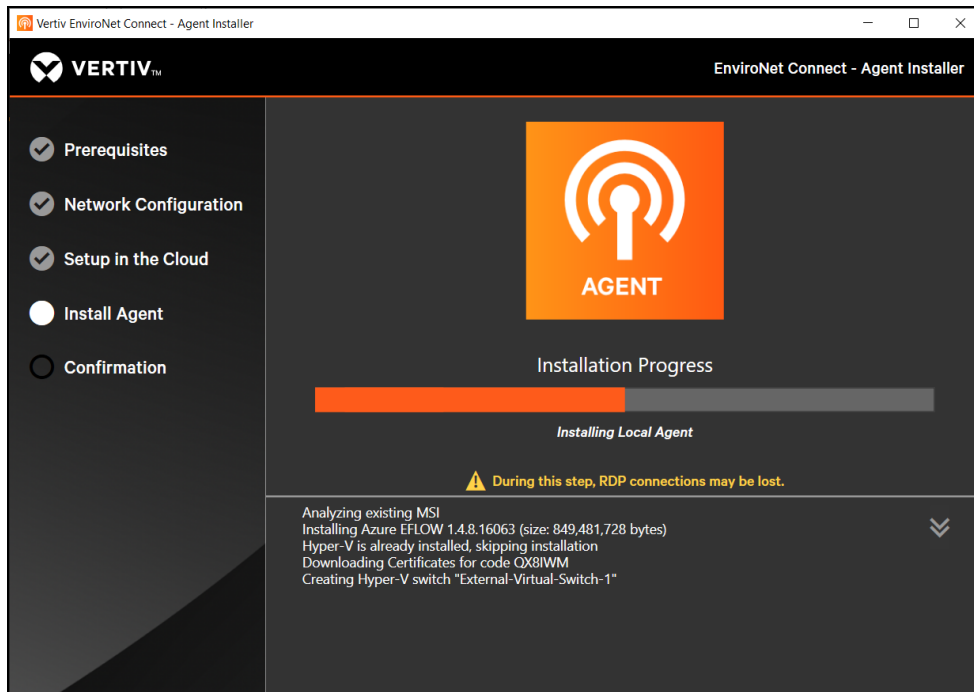 Vertiv EnviroNet Connect - Agent Installer
VERTIV™
EnviroNet Connect - Agent Installer
Prerequisites
Network Configuration
Setup in the Cloud
Install Agent
Confirmation
AGENT
Installation Progress
Installing Local Agent
During this step, RDP connections may be lost.
Analyzing existing MSI
Installing Azure EFLOW 1.4.8.16063 (size: 849,481,728 bytes)
Hyper-V is already installed, skipping installation
Downloading Certificates for code QX8IWM
Creating Hyper-V switch "External-Virtual-Switch-1"